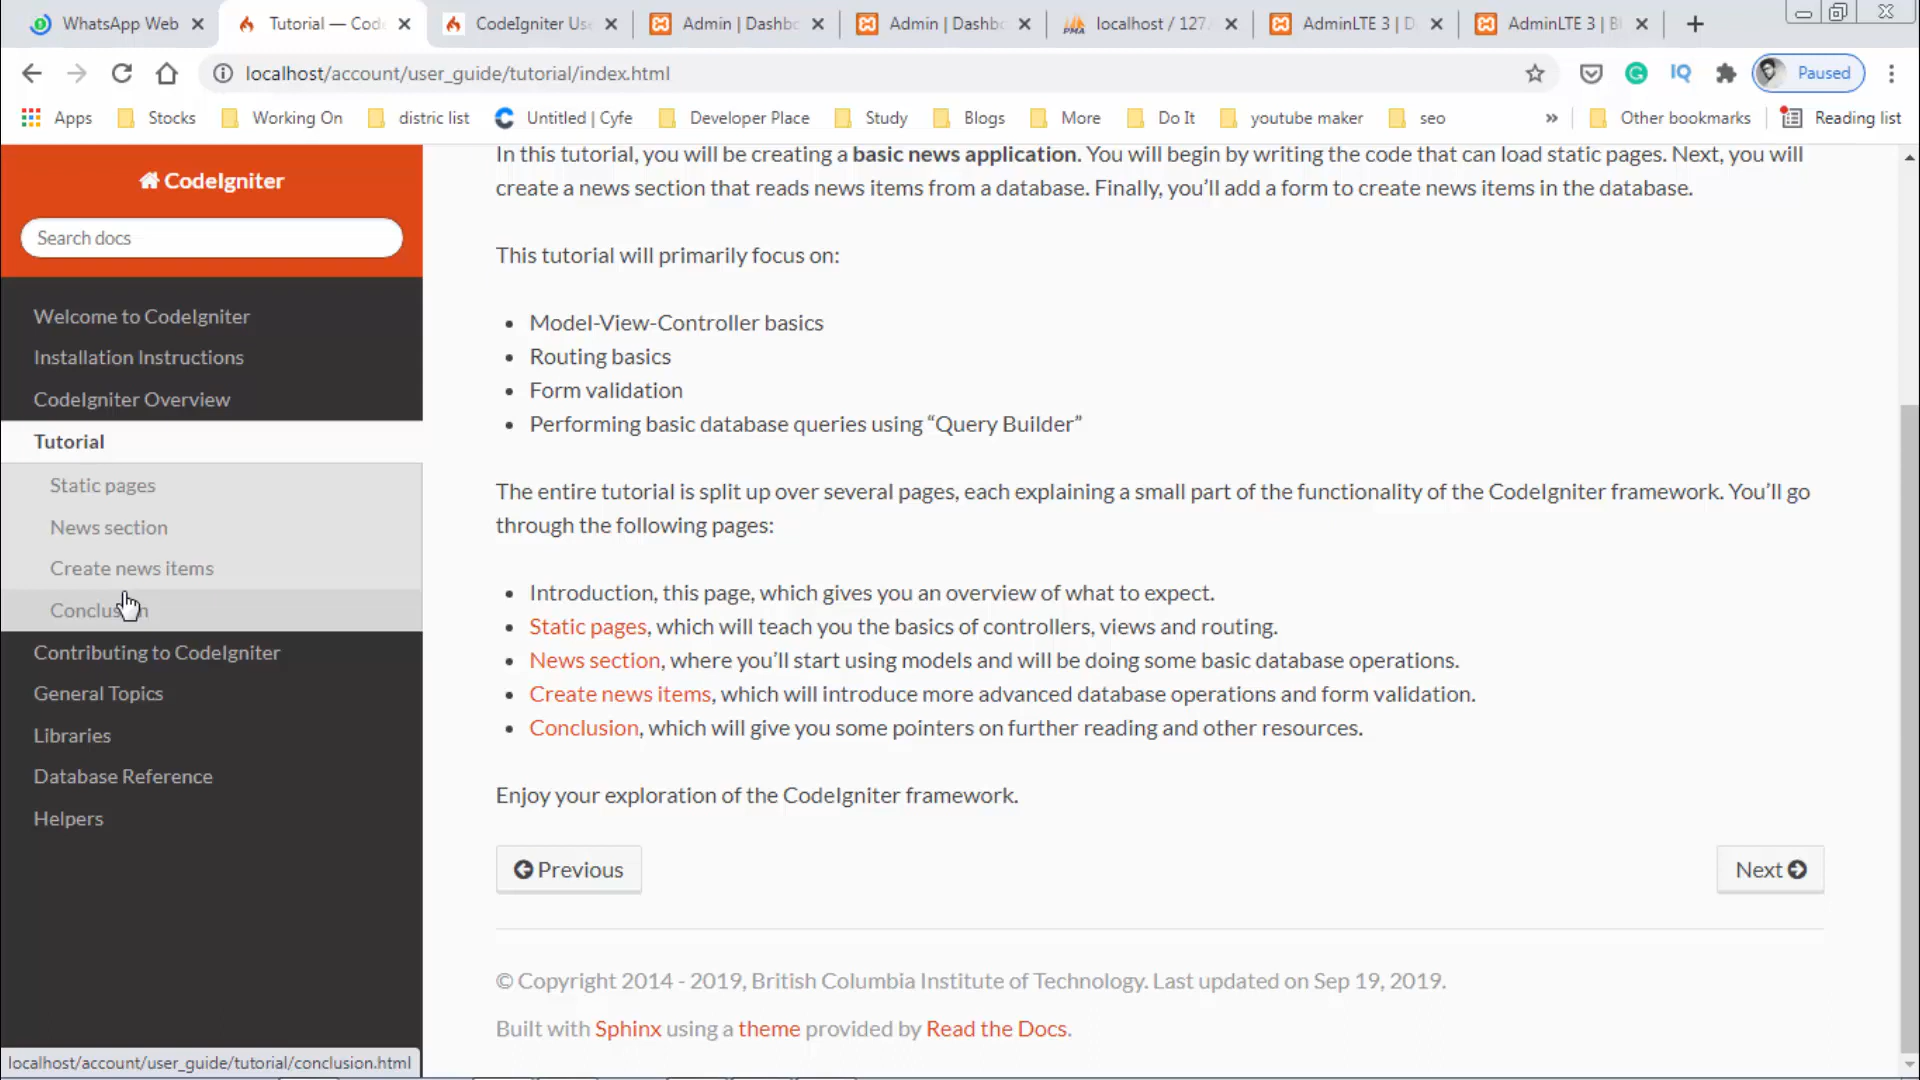 WhatsApp Web
Tutorial — Code
CodeIgniter Use
Admin | Dashbo
Admin | Dashbo
localhost / 127.
AdminLTE 3 | D
AdminLTE 3 | Bl
localhost/account/user_guide/tutorial/index.html
IQ
Paused
Apps
Stocks
Working On
distric list
Untitled | Cyfe
Developer Place
Study
Blogs
More
Do It
youtube maker
seo
»
Other bookmarks
Reading list
CodeIgniter
Search docs
Welcome to CodeIgniter
Installation Instructions
CodeIgniter Overview
Tutorial
Static pages
News section
Create news items
Conclusion
Contributing to CodeIgniter
General Topics
Libraries
Database Reference
Helpers
In this tutorial, you will be creating a basic news application. You will begin by writing the code that can load static pages. Next, you will
create a news section that reads news items from a database. Finally, you’ll add a form to create news items in the database.
This tutorial will primarily focus on:
• Model-View-Controller basics
• Routing basics
• Form validation
• Performing basic database queries using “Query Builder”
The entire tutorial is split up over several pages, each explaining a small part of the functionality of the CodeIgniter framework. You’ll go
through the following pages:
• Introduction, this page, which gives you an overview of what to expect.
• Static pages, which will teach you the basics of controllers, views and routing.
• News section, where you’ll start using models and will be doing some basic database operations.
• Create news items, which will introduce more advanced database operations and form validation.
• Conclusion, which will give you some pointers on further reading and other resources.
Enjoy your exploration of the CodeIgniter framework.
Previous
Next
© Copyright 2014 - 2019, British Columbia Institute of Technology. Last updated on Sep 19, 2019.
Built with Sphinx using a theme provided by Read the Docs.
localhost/account/user_guide/tutorial/conclusion.html